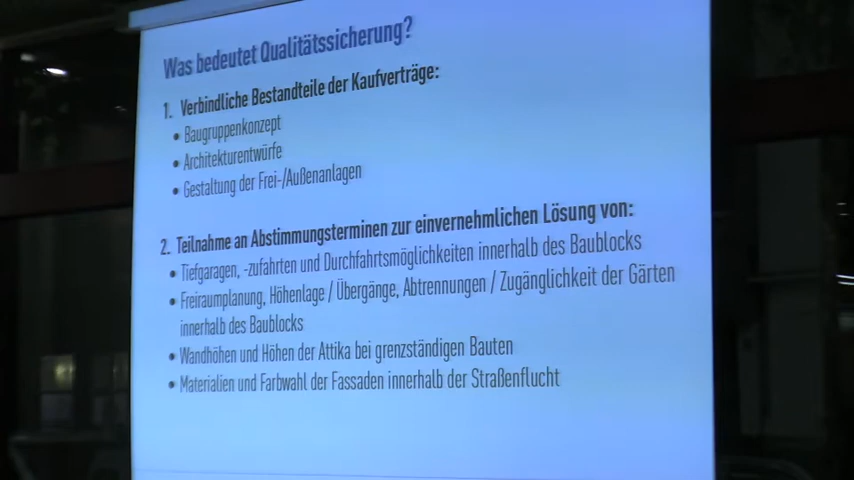 Was bedeutet Qualitätssicherung?
1. Verbindliche Bestandteile der Kaufverträge:
• Baugruppenkonzept
• Architekturentwürfe
• Gestaltung der Frei-/Außenanlagen
2. Teilnahme an Abstimmungsterminen zur einvernehmlichen Lösung von:
• Tiefgaragen, -zufahrten und Durchfahrtsmöglichkeiten innerhalb des Baublocks
• Freiraumplanung, Höhenlage / Übergänge, Abtrennungen / Zugänglichkeit der Gärten
innerhalb des Baublocks
• Wandhöhen und Höhen der Attika bei grenzständigen Bauten
• Materialien und Farbwahl der Fassaden innerhalb der Straßenflucht